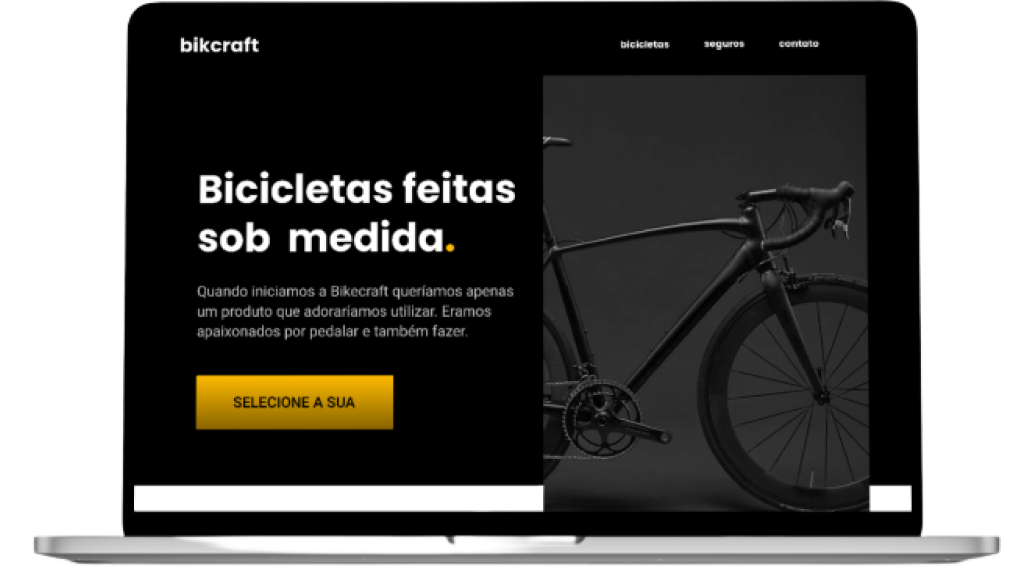 bikcraft
bicicletas seguros contato
Bicicletas feitas
sob medida.
Quando iniciamos a Bikecraft queríamos apenas
um produto que adoraríamos utilizar. Eramos
apaixonados por pedalar e também fazer.
SELECIONE A SUA